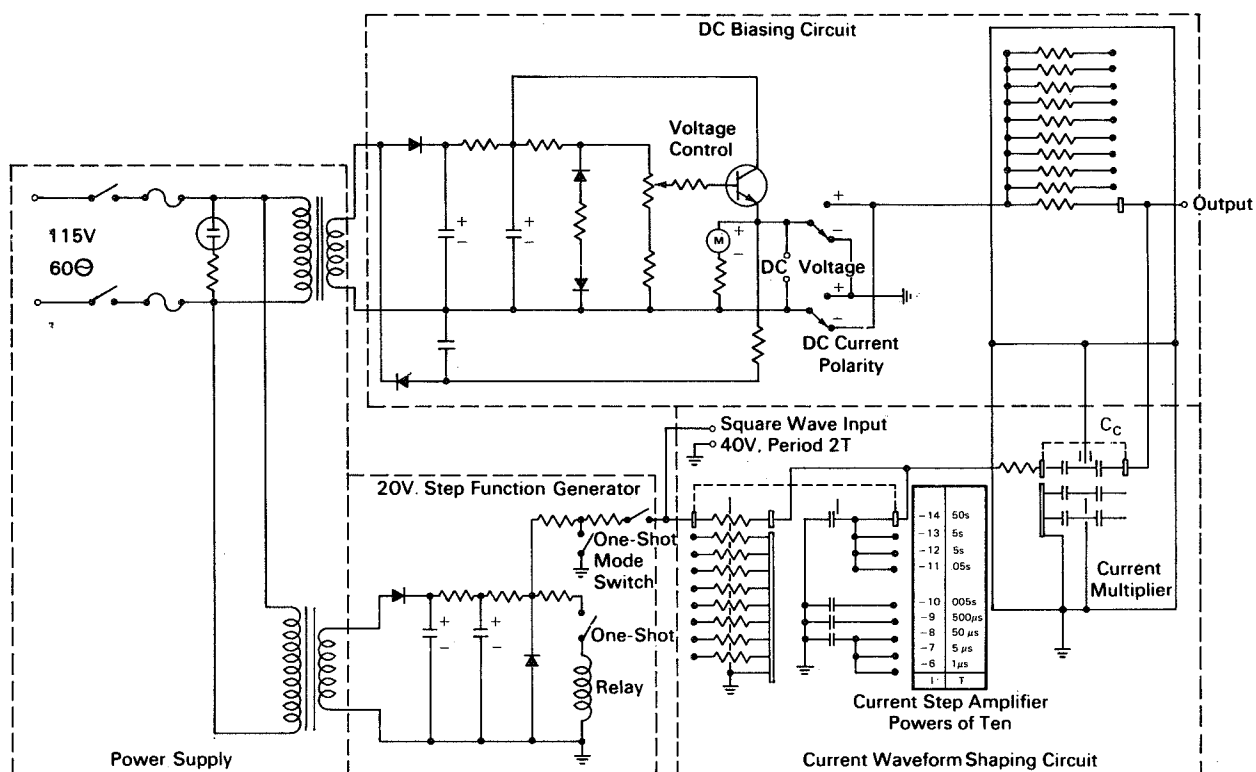 DC Biasing Circuit
Voltage
Control
Output
115V
60
+
−
+
−
+
−
M
+
−
DC Voltage
+
−
DC Current
Polarity
Square Wave Input
40V, Period 2T
C_C
20V. Step Function Generator
One-Shot
Mode
Switch
One-Shot
Relay
+
−
+
−
−14 50s
−13 5s
−12 5s
−11 05s
−10 005s
−9 500μs
−8 50 μs
−7 5 μs
−6 1μs
I T
Current
Multiplier
Current Step Amplifier
Powers of Ten
Power Supply
Current Waveform Shaping Circuit